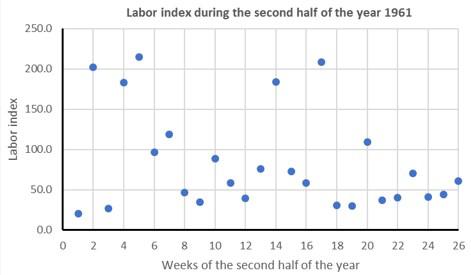 Labor index during the second half of the year 1961
250.0
200.0
150.0
100.0
50.0
0.0
Labor index
0 2 4 6 8 10 12 14 16 18 20 22 24 26
Weeks of the second half of the year